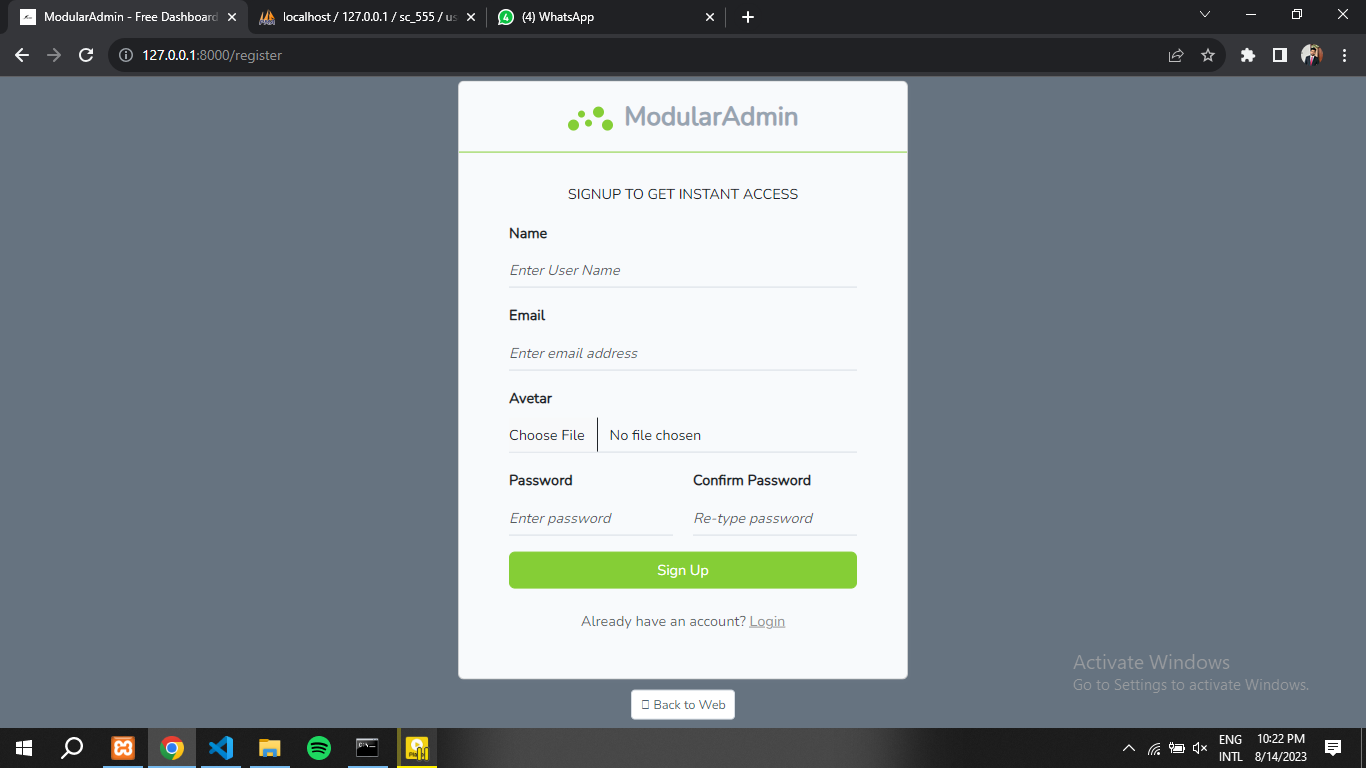 ModularAdmin - Free Dashboard
localhost / 127.0.0.1 / sc_555 / us
(4) WhatsApp
127.0.0.1:8000/register
ModularAdmin
SIGNUP TO GET INSTANT ACCESS
Name
Enter User Name
Email
Enter email address
Avetar
Choose File No file chosen
Password Confirm Password
Enter password Re-type password
Sign Up
Already have an account? Login
Activate Windows
Go to Settings to activate Windows.
Back to Web
ENG 10:22 PM
INTL 8/14/2023